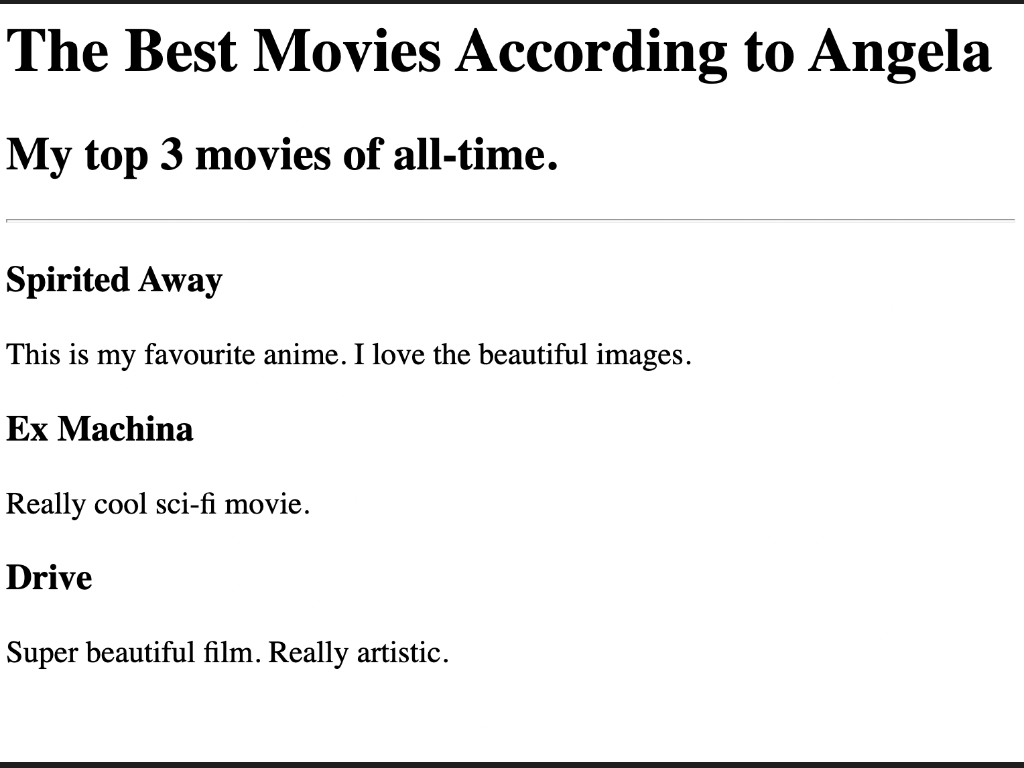 The Best Movies According to Angela
My top 3 movies of all-time.
Spirited Away
This is my favourite anime. I love the beautiful images.
Ex Machina
Really cool sci-fi movie.
Drive
Super beautiful film. Really artistic.